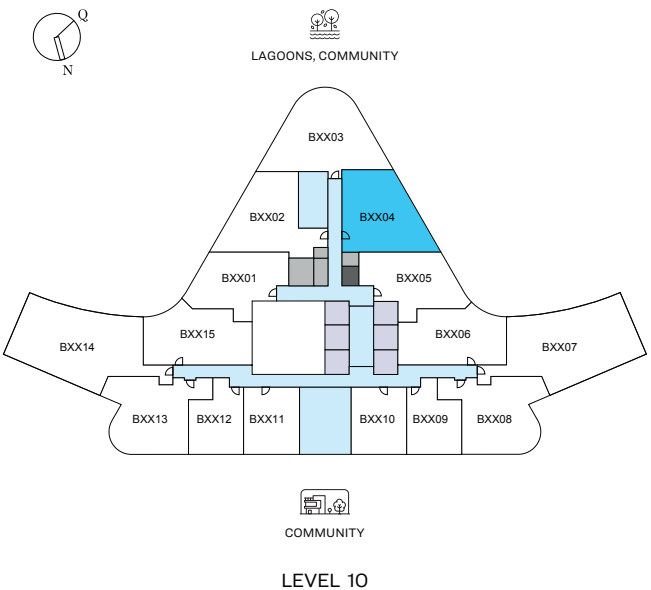 Q
N
LAGOONS, COMMUNITY
BXX03
BXX02
BXX04
BXX01
BXX05
BXX14
BXX15
BXX06
BXX07
BXX13
BXX12
BXX11
BXX10
BXX09
BXX08
COMMUNITY
LEVEL 10